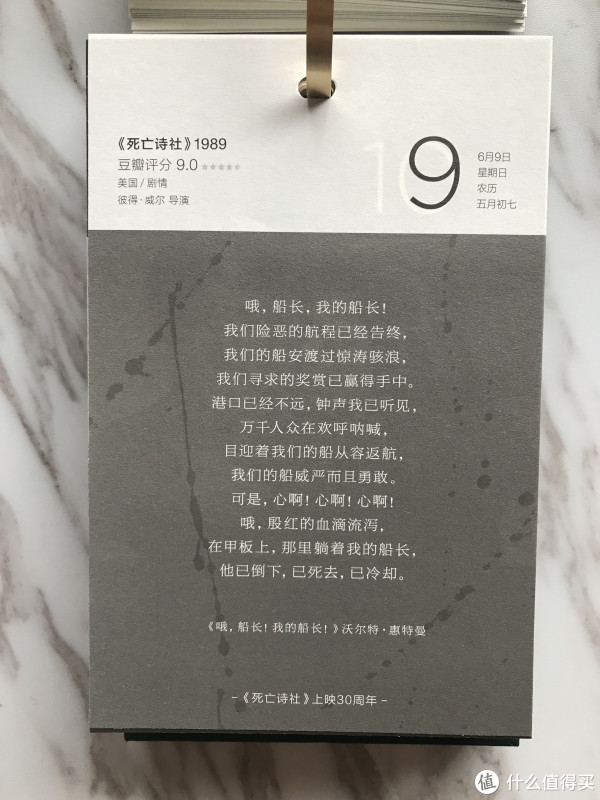 《死亡诗社》1989
豆瓣评分 9.0
美国 / 剧情
彼得·威尔 导演
10
9
6月9日
星期日
农历
五月初七
哦，船长，我的船长！
我们险恶的航程已经告终，
我们的船安渡过惊涛骇浪，
我们寻求的奖赏已赢得手中。
港口已经不远，钟声我已听见，
万千人众在欢呼呐喊，
目迎着我们的船从容返航，
我们的船威严而且勇敢。
可是，心啊！心啊！心啊！
哦，殷红的血滴流泻，
在甲板上，那里躺着我的船长，
他已倒下，已死去，已冷却。
《哦，船长！我的船长！》沃尔特·惠特曼
-《死亡诗社》上映30周年-
值 什么值得买